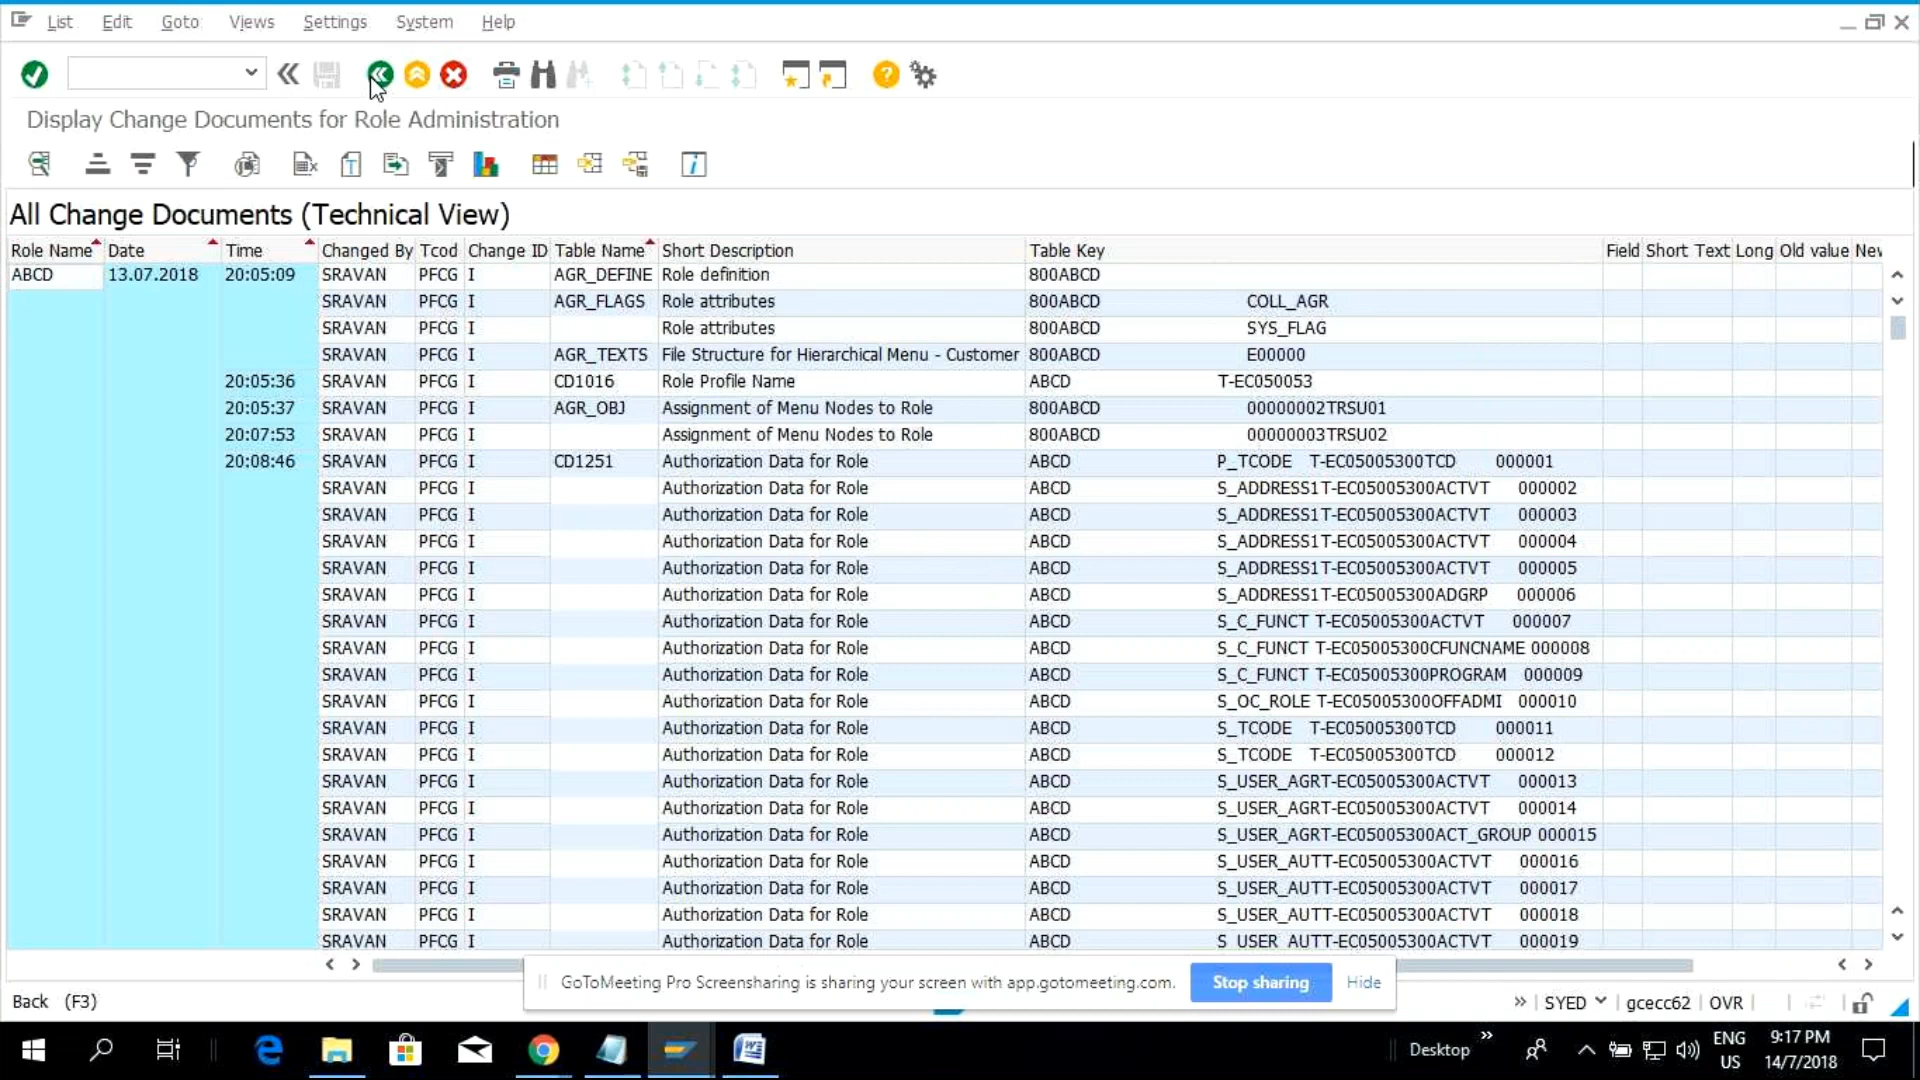 List Edit Goto Views Settings System Help
Display Change Documents for Role Administration
All Change Documents (Technical View)
Role Name Date Time Changed By Tcod Change ID Table Name Short Description Table Key Field Short Text Long Old value New
ABCD 13.07.2018 20:05:09 SRAVAN PFCG I AGR_DEFINE Role definition 800ABCD
SRAVAN PFCG I AGR_FLAGS Role attributes 800ABCD COLL_AGR
SRAVAN PFCG I Role attributes 800ABCD SYS_FLAG
SRAVAN PFCG I AGR_TEXTS File Structure for Hierarchical Menu - Customer 800ABCD E00000
20:05:36 SRAVAN PFCG I CD1016 Role Profile Name ABCD T-EC050053
20:05:37 SRAVAN PFCG I AGR_OBJ Assignment of Menu Nodes to Role 800ABCD 00000002TRSU01
20:07:53 SRAVAN PFCG I Assignment of Menu Nodes to Role 800ABCD 00000003TRSU02
20:08:46 SRAVAN PFCG I CD1251 Authorization Data for Role ABCD P_TCODE T-EC05005300TCD 000001
SRAVAN PFCG I Authorization Data for Role ABCD S_ADDRESS1T-EC05005300ACTVT 000002
SRAVAN PFCG I Authorization Data for Role ABCD S_ADDRESS1T-EC05005300ACTVT 000003
SRAVAN PFCG I Authorization Data for Role ABCD S_ADDRESS1T-EC05005300ACTVT 000004
SRAVAN PFCG I Authorization Data for Role ABCD S_ADDRESS1T-EC05005300ACTVT 000005
SRAVAN PFCG I Authorization Data for Role ABCD S_ADDRESS1T-EC05005300ADGRP 000006
SRAVAN PFCG I Authorization Data for Role ABCD S_C_FUNCT T-EC05005300ACTVT 000007
SRAVAN PFCG I Authorization Data for Role ABCD S_C_FUNCT T-EC05005300CFUNCNAME 000008
SRAVAN PFCG I Authorization Data for Role ABCD S_C_FUNCT T-EC05005300PROGRAM 000009
SRAVAN PFCG I Authorization Data for Role ABCD S_OC_ROLE T-EC05005300OFFADMI 000010
SRAVAN PFCG I Authorization Data for Role ABCD S_TCODE T-EC05005300TCD 000011
SRAVAN PFCG I Authorization Data for Role ABCD S_TCODE T-EC05005300TCD 000012
SRAVAN PFCG I Authorization Data for Role ABCD S_USER_AGRT-EC05005300ACTVT 000013
SRAVAN PFCG I Authorization Data for Role ABCD S_USER_AGRT-EC05005300ACTVT 000014
SRAVAN PFCG I Authorization Data for Role ABCD S_USER_AGRT-EC05005300ACT_GROUP 000015
SRAVAN PFCG I Authorization Data for Role ABCD S_USER_AUTT-EC05005300ACTVT 000016
SRAVAN PFCG I Authorization Data for Role ABCD S_USER_AUTT-EC05005300ACTVT 000017
SRAVAN PFCG I Authorization Data for Role ABCD S_USER_AUTT-EC05005300ACTVT 000018
SRAVAN PFCG I Authorization Data for Role ABCD S_USER_AUTT-EC05005300ACTVT 000019
GoToMeeting Pro Screensharing is sharing your screen with app.gotomeeting.com. Stop sharing Hide
Back (F3) SYED gcecc62 OVR
Desktop ENG 9:17 PM
US 14/7/2018